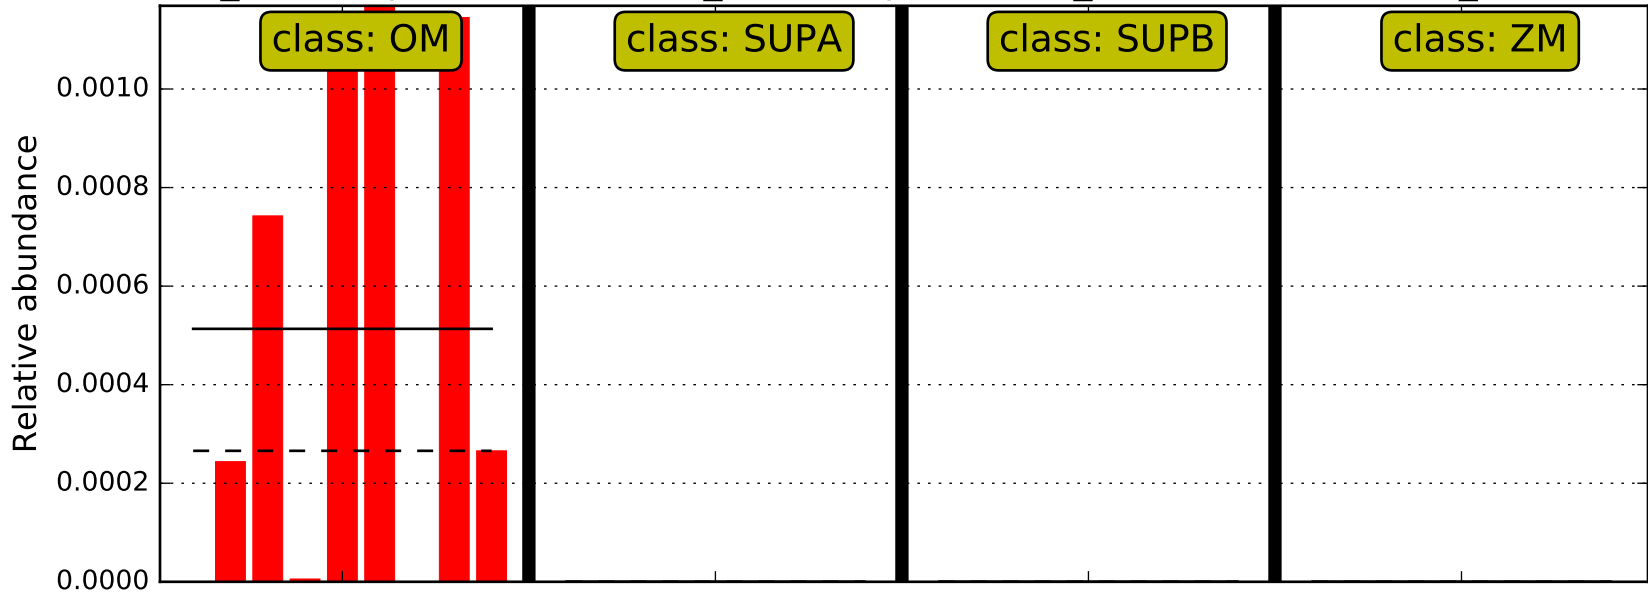 class: OM
class: SUPA
class: SUPB
class: ZM
Relative abundance
0.0010
0.0008
0.0006
0.0004
0.0002
0.0000